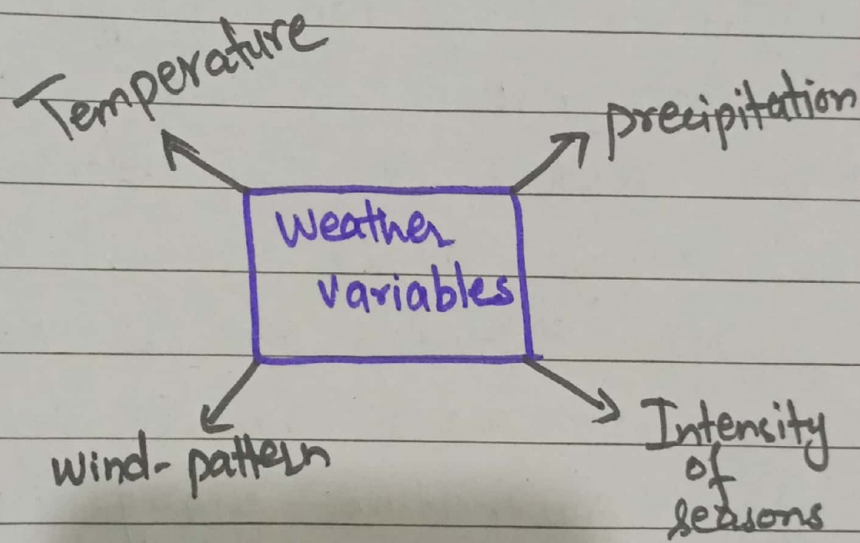 Temperature
precipitation
Weather
variables
wind-pattern
Intensity
of
seasons